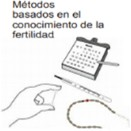 Métodos
basados en el
conocimiento de la
fertilidad